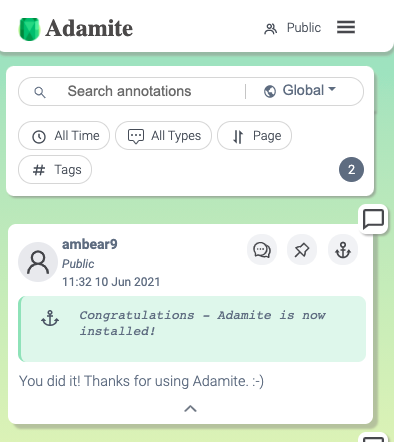 Adamite
Public
Search annotations
Global
All Time
All Types
Page
# Tags
2
ambear9
Public
11:32 10 Jun 2021
Congratulations - Adamite is now
installed!
You did it! Thanks for using Adamite. :-)